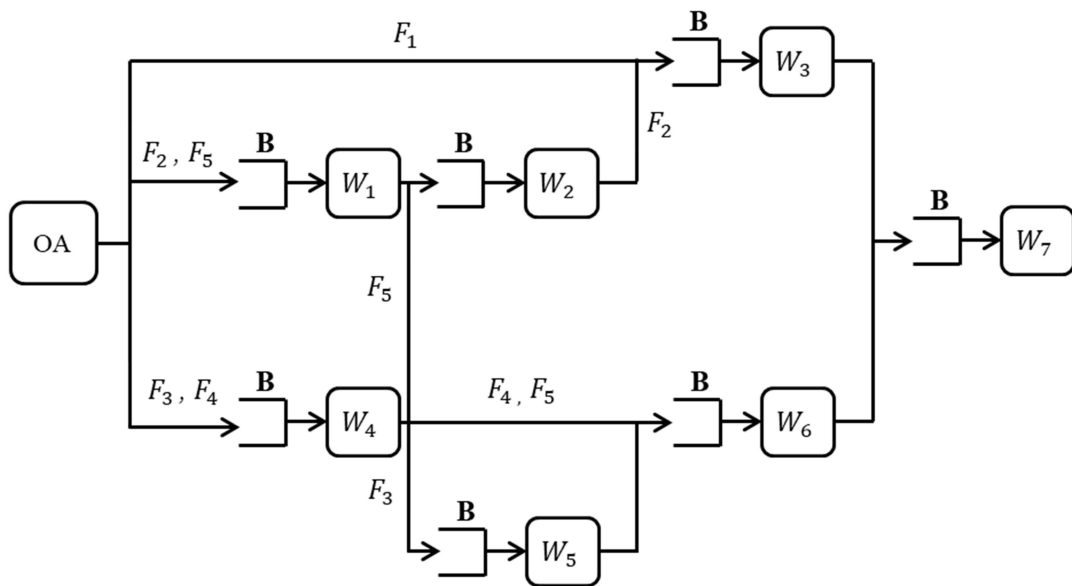 F₁
B
W₃
F₂
F₂ , F₅
B
W₁
B
W₂
OA
B
W₇
F₅
F₃ , F₄
B
W₄
F₄ , F₅
B
W₆
F₃
B
W₅